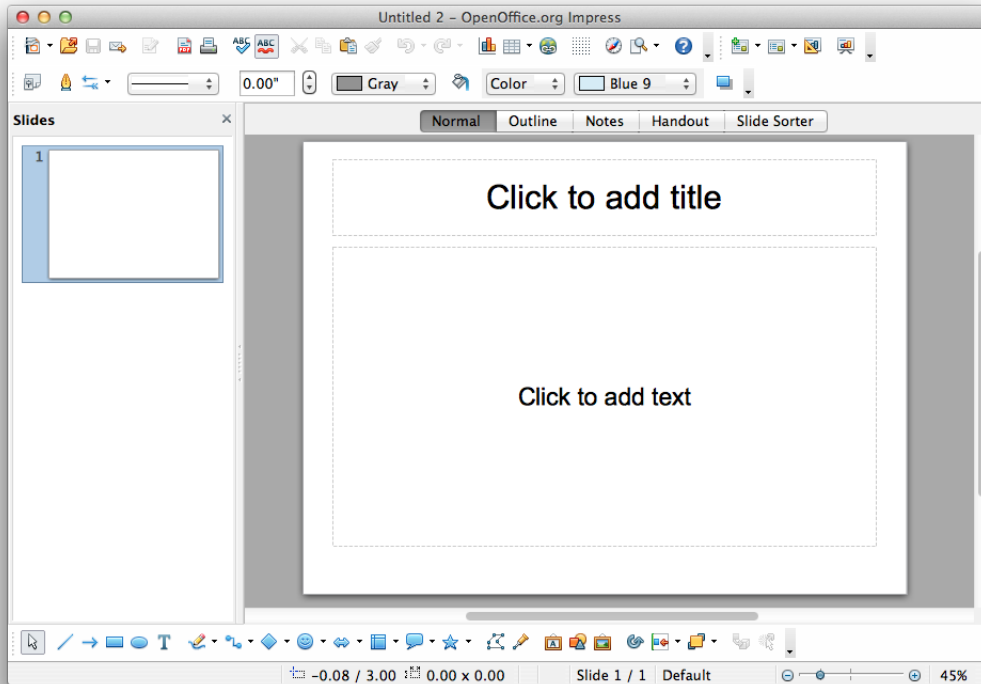 Untitled 2 – OpenOffice.org Impress
ABC ABC
0.00" Gray Color Blue 9
Slides
Normal Outline Notes Handout Slide Sorter
1
Click to add title
Click to add text
T
-0.08 / 3.00 0.00 x 0.00 Slide 1 / 1 Default 45%